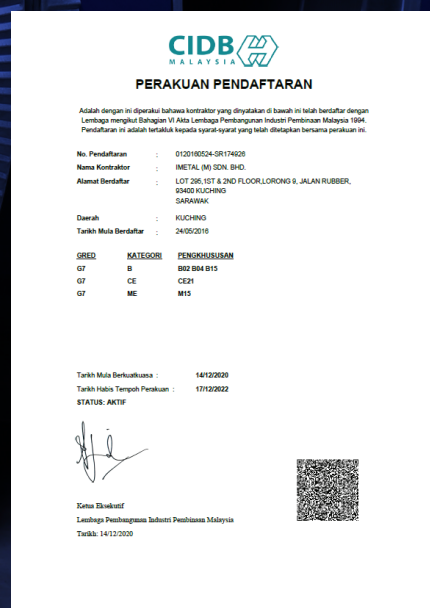 CIDB
MALAYSIA
PERAKUAN PENDAFTARAN
Adalah dengan ini diperakui bahawa kontraktor yang dinyatakan di bawah ini telah berdaftar dengan
Lembaga mengikut Bahagian VI Akta Lembaga Pembangunan Industri Pembinaan Malaysia 1994.
Pendaftaran ini adalah tertakluk kepada syarat-syarat yang telah ditetapkan bersama perakuan ini.
No. Pendaftaran : 0120160524-SR174926
Nama Kontraktor : IMETAL (M) SDN. BHD.
Alamat Berdaftar : LOT 295,1ST & 2ND FLOOR,LORONG 9, JALAN RUBBER,
93400 KUCHING
SARAWAK
Daerah : KUCHING
Tarikh Mula Berdaftar : 24/05/2016
GRED KATEGORI PENGKHUSUSAN
G7 B B02 B04 B15
G7 CE CE21
G7 ME M15
Tarikh Mula Berkuatkuasa : 14/12/2020
Tarikh Habis Tempoh Perakuan : 17/12/2022
STATUS: AKTIF
Ketua Eksekutif
Lembaga Pembangunan Industri Pembinaan Malaysia
Tarikh: 14/12/2020